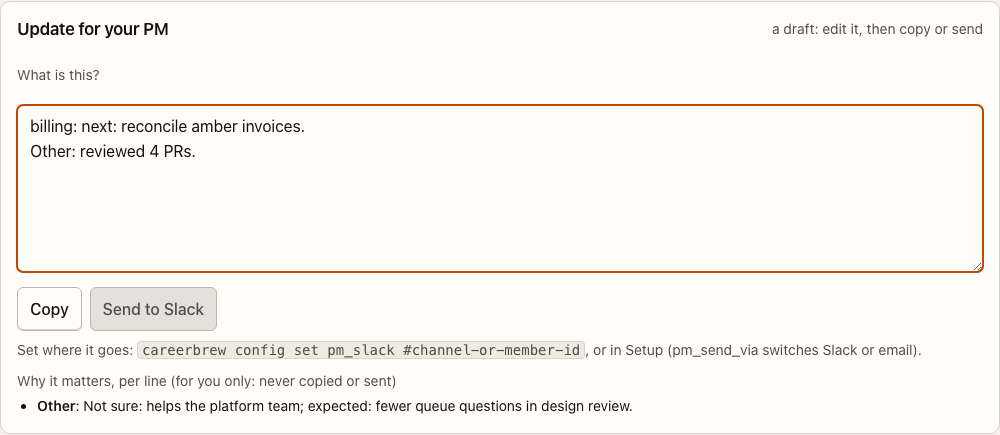 Update for your PM
a draft: edit it, then copy or send
What is this?
billing: next: reconcile amber invoices.
Other: reviewed 4 PRs.
Copy
Send to Slack
Set where it goes: careerbrew config set pm_slack #channel-or-member-id, or in Setup (pm_send_via switches Slack or email).
Why it matters, per line (for you only: never copied or sent)
• Other: Not sure: helps the platform team; expected: fewer queue questions in design review.